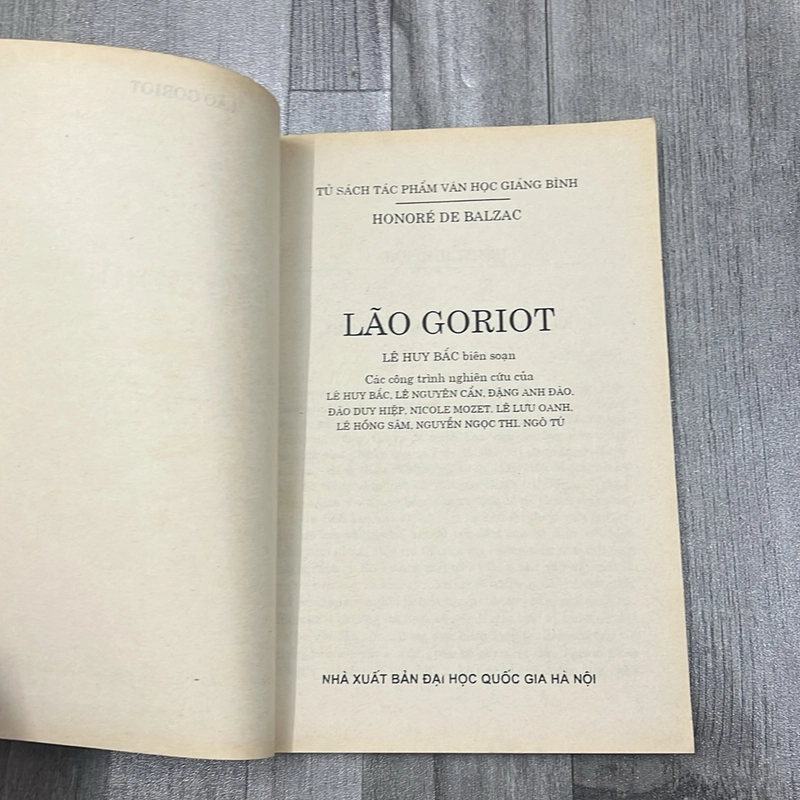 LÃO GORIOT
TỦ SÁCH TÁC PHẨM VĂN HỌC GIẢNG BÌNH
HONORÉ DE BALZAC
LÃO GORIOT
LÊ HUY BẮC biên soạn
Các công trình nghiên cứu của
LÊ HUY BẮC, LÊ NGUYÊN CẨN, ĐẶNG ANH ĐÀO,
ĐÀO DUY HIỆP, NICOLE MOZET, LÊ LƯU OANH,
LÊ HỒNG SÂM, NGUYỄN NGỌC THI, NGÔ TÚ
NHÀ XUẤT BẢN ĐẠI HỌC QUỐC GIA HÀ NỘI